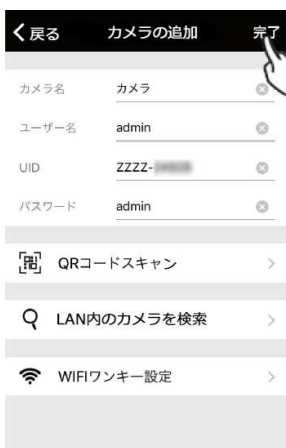 戻る カメラの追加 完了
カメラ名 カメラ
ユーザー名 admin
UID ZZZZ-
パスワード admin
QRコードスキャン
LAN内のカメラを検索
WIFIワンキー設定